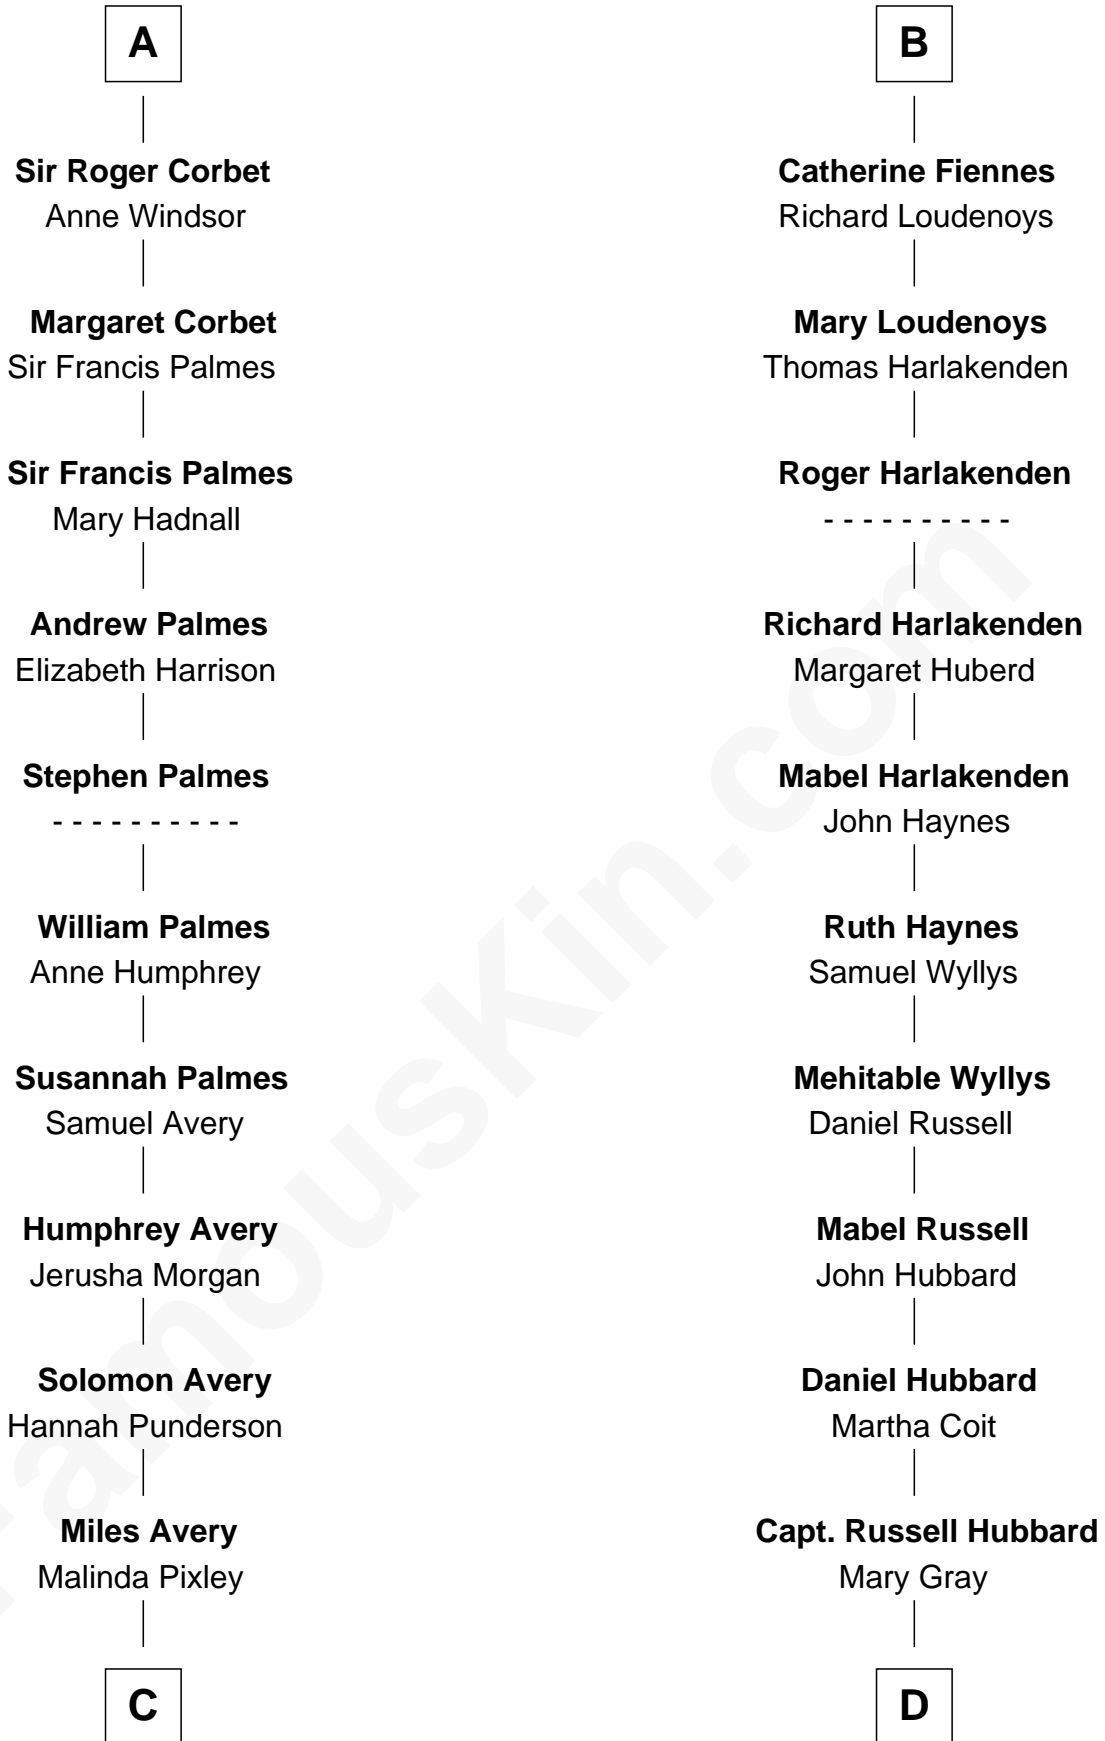 A
Sir Roger Corbet
Anne Windsor
Margaret Corbet
Sir Francis Palmes
Sir Francis Palmes
Mary Hadnall
Andrew Palmes
Elizabeth Harrison
Stephen Palmes
- - - - - - - - - -
William Palmes
Anne Humphrey
Susannah Palmes
Samuel Avery
Humphrey Avery
Jerusha Morgan
Solomon Avery
Hannah Punderson
Miles Avery
Malinda Pixley
C
B
Catherine Fiennes
Richard Loudenoys
Mary Loudenoys
Thomas Harlakenden
Roger Harlakenden
- - - - - - - - - -
Richard Harlakenden
Margaret Huberd
Mabel Harlakenden
John Haynes
Ruth Haynes
Samuel Wyllys
Mehitable Wyllys
Daniel Russell
Mabel Russell
John Hubbard
Daniel Hubbard
Martha Coit
Capt. Russell Hubbard
Mary Gray
D
FamousKin.com